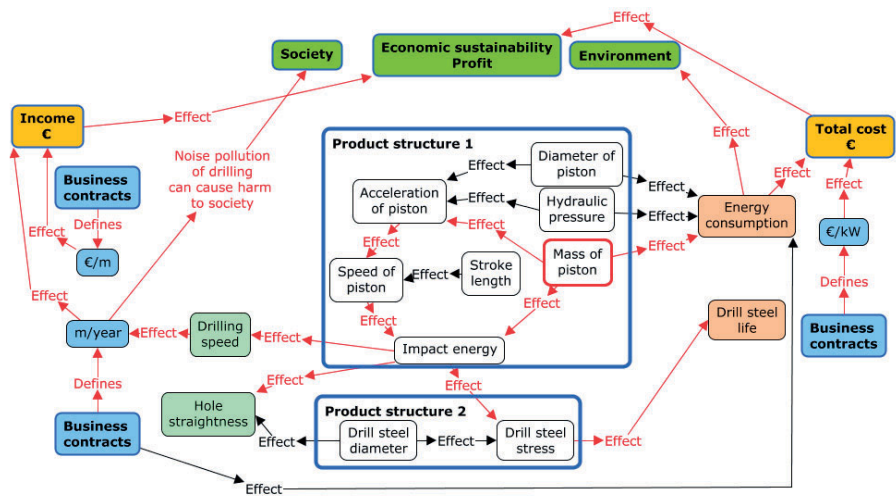 Effect
Effect
Society
Economic sustainability
Profit
Environment
Income
€
Effect
Effect
Total cost
€
Noise pollution
of drilling
can cause harm
to society
Product structure 1
Diameter of
piston
Effect
Effect
Effect
Effect
Business
contracts
Acceleration
of piston
Effect
Hydraulic
pressure
Effect
Energy
consumption
Defines
Effect
Effect
Effect
Effect
€/kW
€/m
Speed of
piston
Effect
Stroke
length
Mass of
piston
Effect
Defines
Effect
Effect
Effect
m/year
Effect
Drilling
speed
Effect
Impact energy
Drill steel
life
Business
contracts
Defines
Effect
Effect
Hole
straightness
Product structure 2
Business
contracts
Effect
Drill steel
diameter
Effect
Drill steel
stress
Effect
Effect